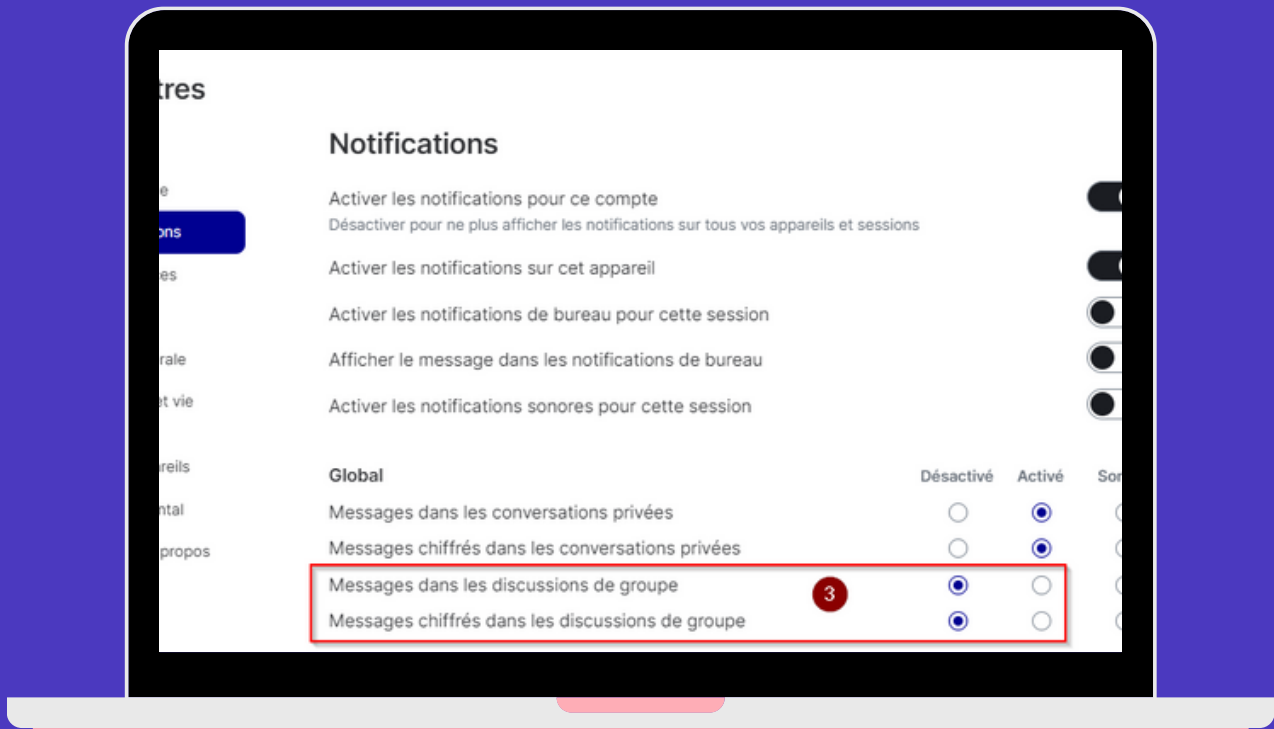 tres
Notifications
e
Activer les notifications pour ce compte
ons
Désactiver pour ne plus afficher les notifications sur tous vos appareils et sessions
es
Activer les notifications sur cet appareil
Activer les notifications de bureau pour cette session
rale
Afficher le message dans les notifications de bureau
et vie
Activer les notifications sonores pour cette session
reils
Global Désactivé Activé Sor
ntal
Messages dans les conversations privées
propos
Messages chiffrés dans les conversations privées
Messages dans les discussions de groupe 3
Messages chiffrés dans les discussions de groupe